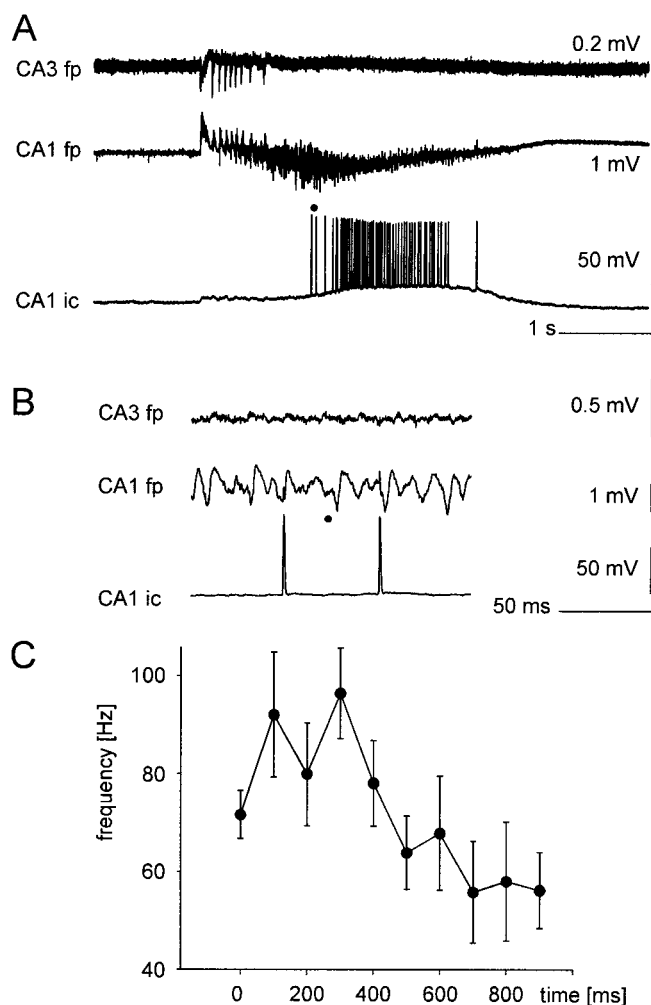 A
CA3 fp
0.2 mV
CA1 fp
1 mV
50 mV
CA1 ic
1 s
B
CA3 fp
0.5 mV
CA1 fp
1 mV
50 mV
CA1 ic
50 ms
C
frequency [Hz]
100
80
60
40
0
200
400
600
800
time [ms]